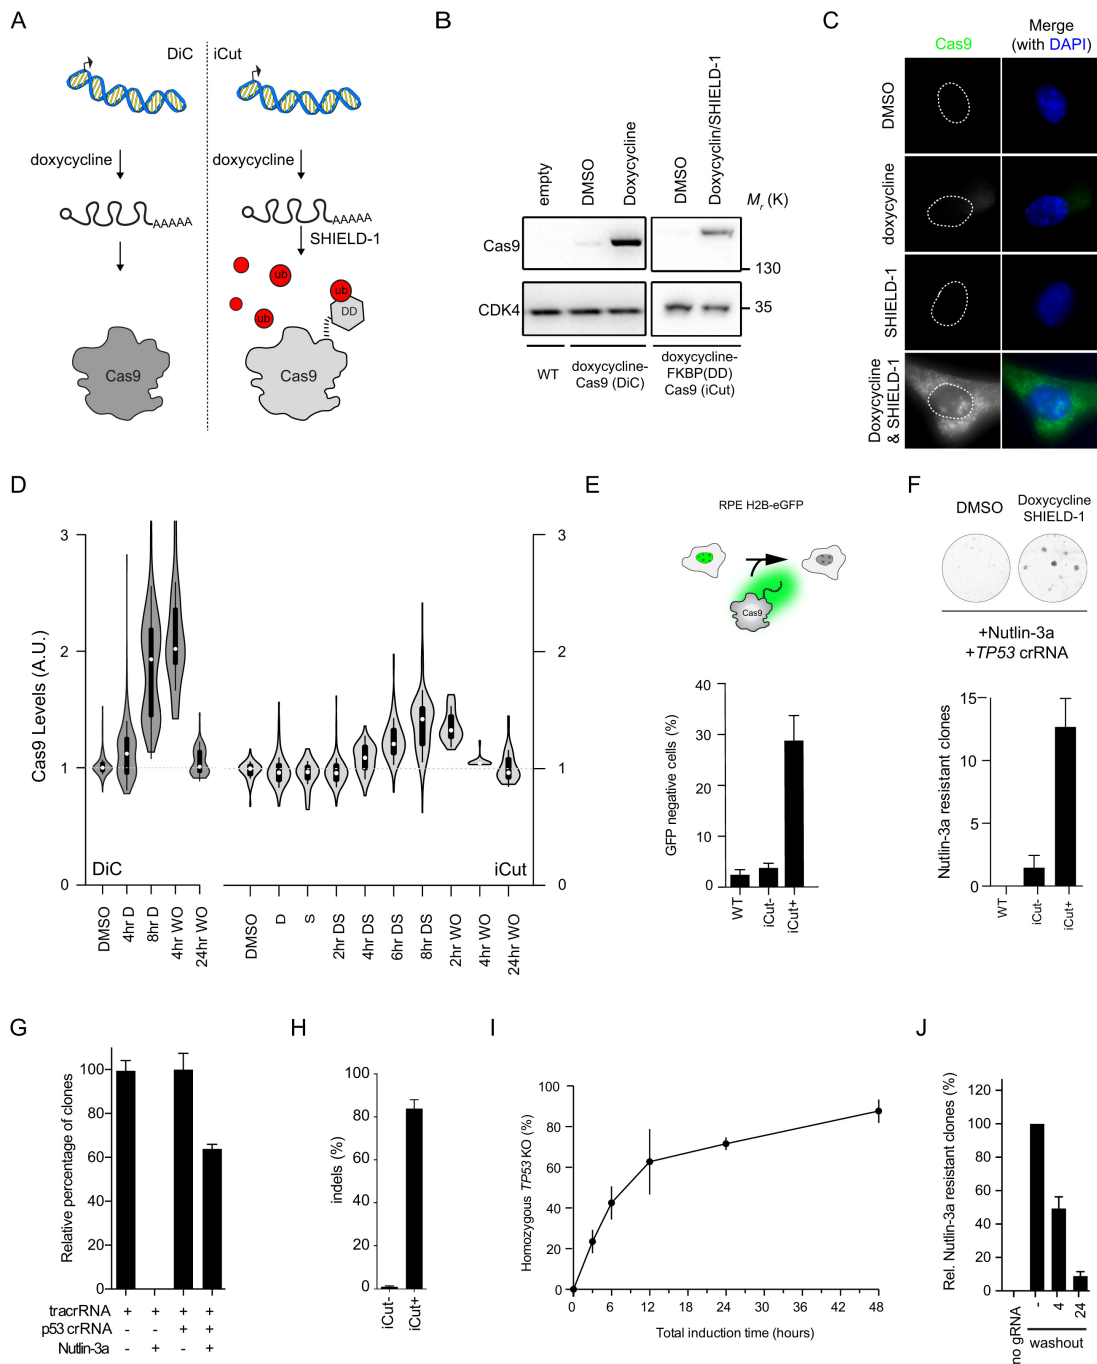 A
DiC
iCut
doxycycline
doxycycline
AAAAA
AAAAA
SHIELD-1
ub
ub
ub
DD
Cas9
Cas9
B
empty
DMSO
Doxycycline
DMSO
Doxycyclin/SHIELD-1
Mr (K)
Cas9
130
CDK4
35
WT
doxycycline-
Cas9 (DiC)
doxycycline-
FKBP(DD)
Cas9 (iCut)
C
Cas9
Merge
(with DAPI)
DMSO
doxycycline
SHIELD-1
Doxycycline
& SHIELD-1
D
Cas9 Levels (A.U.)
3
2
1
0
3
2
1
0
DiC
iCut
DMSO
4hr D
8hr D
4hr WO
24hr WO
DMSO
D
S
2hr DS
4hr DS
6hr DS
8hr DS
2hr WO
4hr WO
24hr WO
E
RPE H2B-eGFP
Cas9
GFP negative cells (%)
40
30
20
10
0
WT
iCut-
iCut+
F
DMSO
Doxycycline
SHIELD-1
+Nutlin-3a
+TP53 crRNA
Nutlin-3a resistant clones
15
10
5
0
WT
iCut-
iCut+
G
Relative percentage of clones
100
80
60
40
20
0
tracrRNA + + + +
p53 crRNA - - + +
Nutlin-3a - + - +
H
indels (%)
100
80
60
40
20
0
iCut-
iCut+
I
Homozygous TP53 KO (%)
100
80
60
40
20
0
0 6 12 18 24 30 36 42 48
Total induction time (hours)
J
Rel. Nutlin-3a resistant clones (%)
120
100
80
60
40
20
0
no gRNA
- 4 24
washout